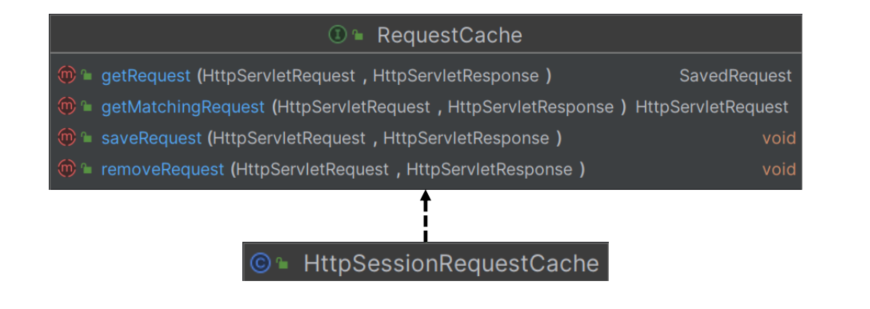 RequestCache
getRequest (HttpServletRequest , HttpServletResponse ) SavedRequest
getMatchingRequest (HttpServletRequest , HttpServletResponse ) HttpServletRequest
saveRequest (HttpServletRequest , HttpServletResponse ) void
removeRequest (HttpServletRequest , HttpServletResponse ) void
HttpSessionRequestCache